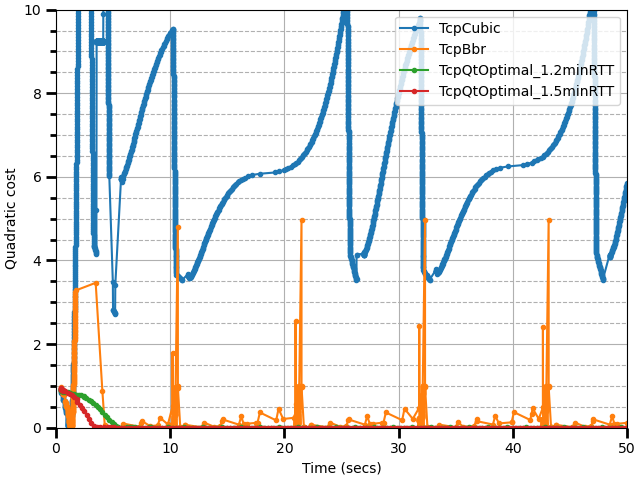 TcpCubic
TcpBbr
TcpQtOptimal_1.2minRTT
TcpQtOptimal_1.5minRTT
Quadratic cost
10
8
6
4
2
0
0 10 20 30 40 50
Time (secs)